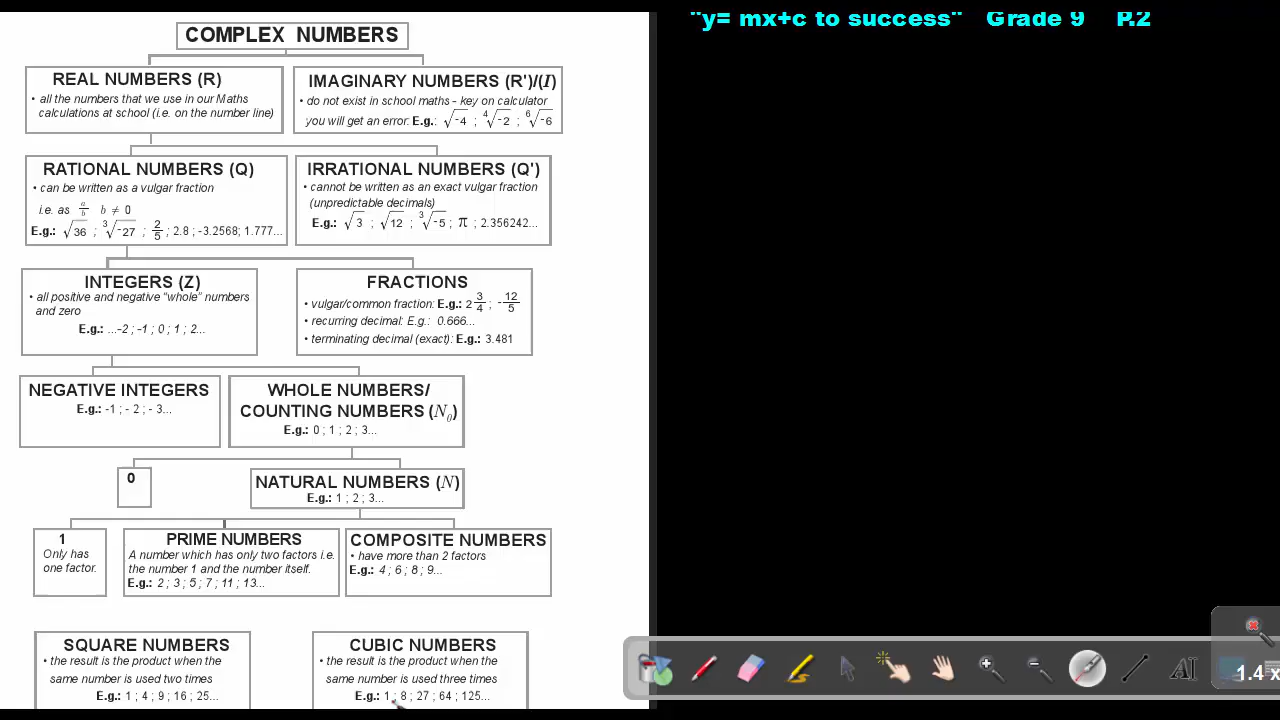 "y= mx+c to success" Grade 9 P.2
COMPLEX NUMBERS
REAL NUMBERS (R)
• all the numbers that we use in our Maths
calculations at school (i.e. on the number line)
IMAGINARY NUMBERS (R')/(I)
• do not exist in school maths - key on calculator
you will get an error. E.g.: √-4 ; ⁴√-2 ; ⁶√-6
RATIONAL NUMBERS (Q)
• can be written as a vulgar fraction
i.e. as a/b b ≠ 0
E.g.: √36 ; ³√-27 ; 2/5 ; 2.8 ; -3.2568; 1.777...
IRRATIONAL NUMBERS (Q')
• cannot be written as an exact vulgar fraction
(unpredictable decimals)
E.g.: √3 ; √12 ; ³√-5 ; π ; 2.356242...
INTEGERS (Z)
• all positive and negative "whole" numbers
and zero
E.g.: ...-2 ; -1 ; 0 ; 1 ; 2...
FRACTIONS
• vulgar/common fraction: E.g.: 2 3/4 ; -12/5
• recurring decimal: E.g.: 0.666...
• terminating decimal (exact): E.g.: 3.481
NEGATIVE INTEGERS
E.g.: -1 ; - 2 ; - 3...
WHOLE NUMBERS/
COUNTING NUMBERS (N₀)
E.g.: 0 ; 1 ; 2 ; 3...
0
NATURAL NUMBERS (N)
E.g.: 1 ; 2 ; 3...
1
Only has
one factor.
PRIME NUMBERS
A number which has only two factors i.e.
the number 1 and the number itself.
E.g.: 2 ; 3 ; 5 ; 7 ; 11 ; 13...
COMPOSITE NUMBERS
• have more than 2 factors
E.g.: 4 ; 6 ; 8 ; 9...
SQUARE NUMBERS
• the result is the product when the
same number is used two times
E.g.: 1 ; 4 ; 9 ; 16 ; 25...
CUBIC NUMBERS
• the result is the product when the
same number is used three times
E.g.: 1 ; 8 ; 27 ; 64 ; 125...
AI
1.4 x